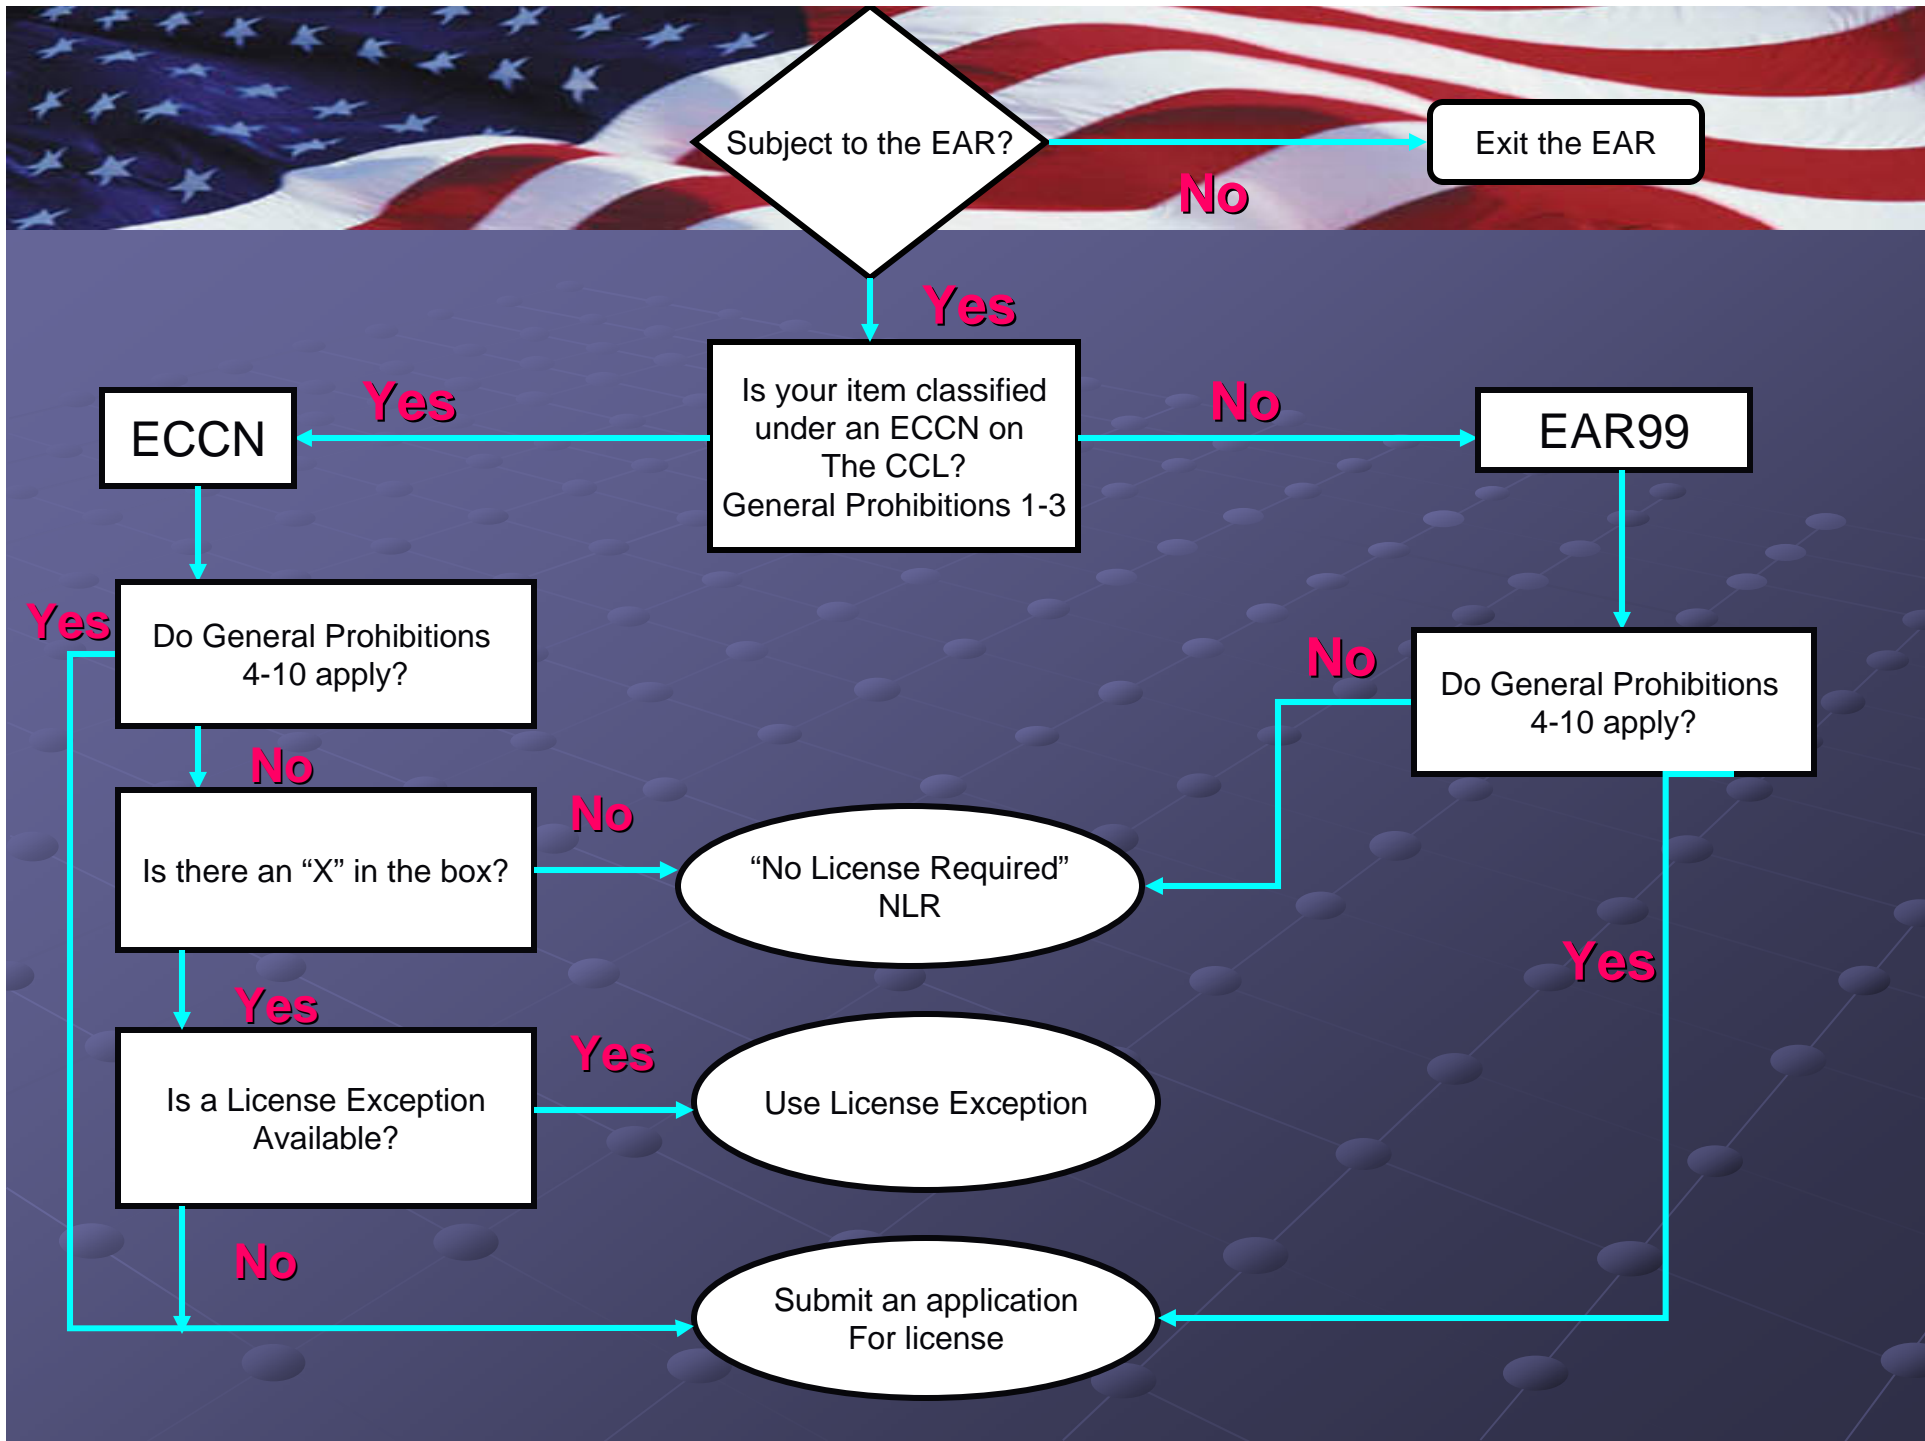 Subject to the EAR?
Exit the EAR
No
Yes
Is your item classified
under an ECCN on
The CCL?
General Prohibitions 1-3
Yes
No
ECCN
EAR99
Yes
Do General Prohibitions
4-10 apply?
No
Do General Prohibitions
4-10 apply?
No
No
Is there an “X” in the box?
“No License Required”
NLR
Yes
Yes
Yes
Is a License Exception
Available?
Use License Exception
No
Submit an application
For license